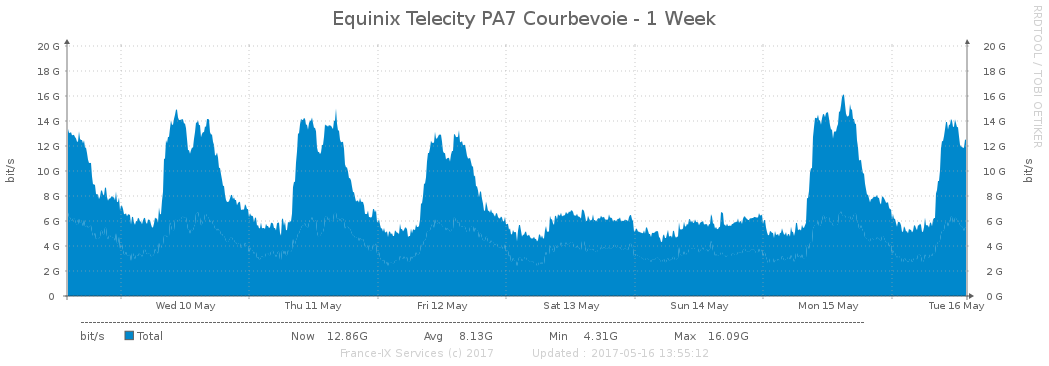 Equinix Telecity PA7 Courbevoie - 1 Week
RRDTOOL / TOBI OETIKER
20 G 20 G
18 G 18 G
16 G 16 G
14 G 14 G
12 G 12 G
10 G 10 G
8 G 8 G
6 G 6 G
4 G 4 G
2 G 2 G
0 0 G
bit/s
bit/s
Wed 10 May Thu 11 May Fri 12 May Sat 13 May Sun 14 May Mon 15 May Tue 16 May
bit/s Total Now 12.86G Avg 8.13G Min 4.31G Max 16.09G
France-IX Services (c) 2017 Updated : 2017-05-16 13:55:12